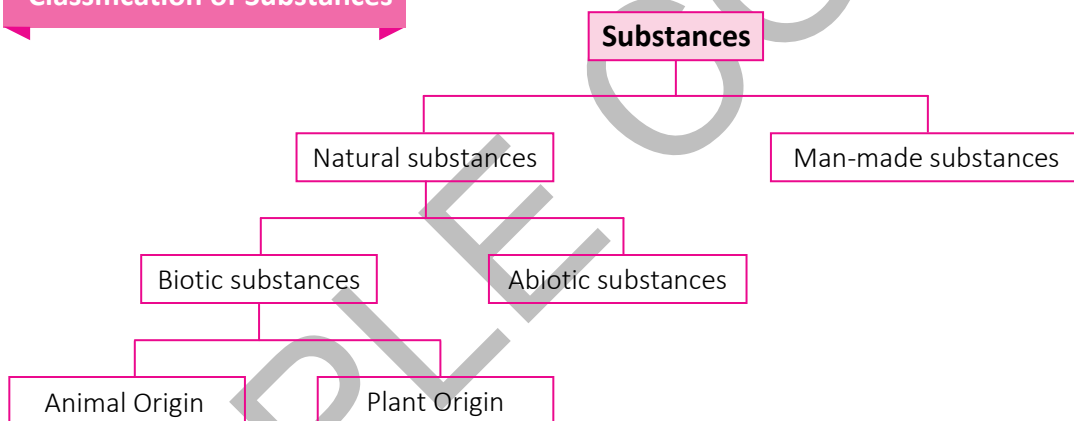 Classification of Substances
Substances
Natural substances
Man-made substances
Biotic substances
Abiotic substances
Animal Origin
Plant Origin